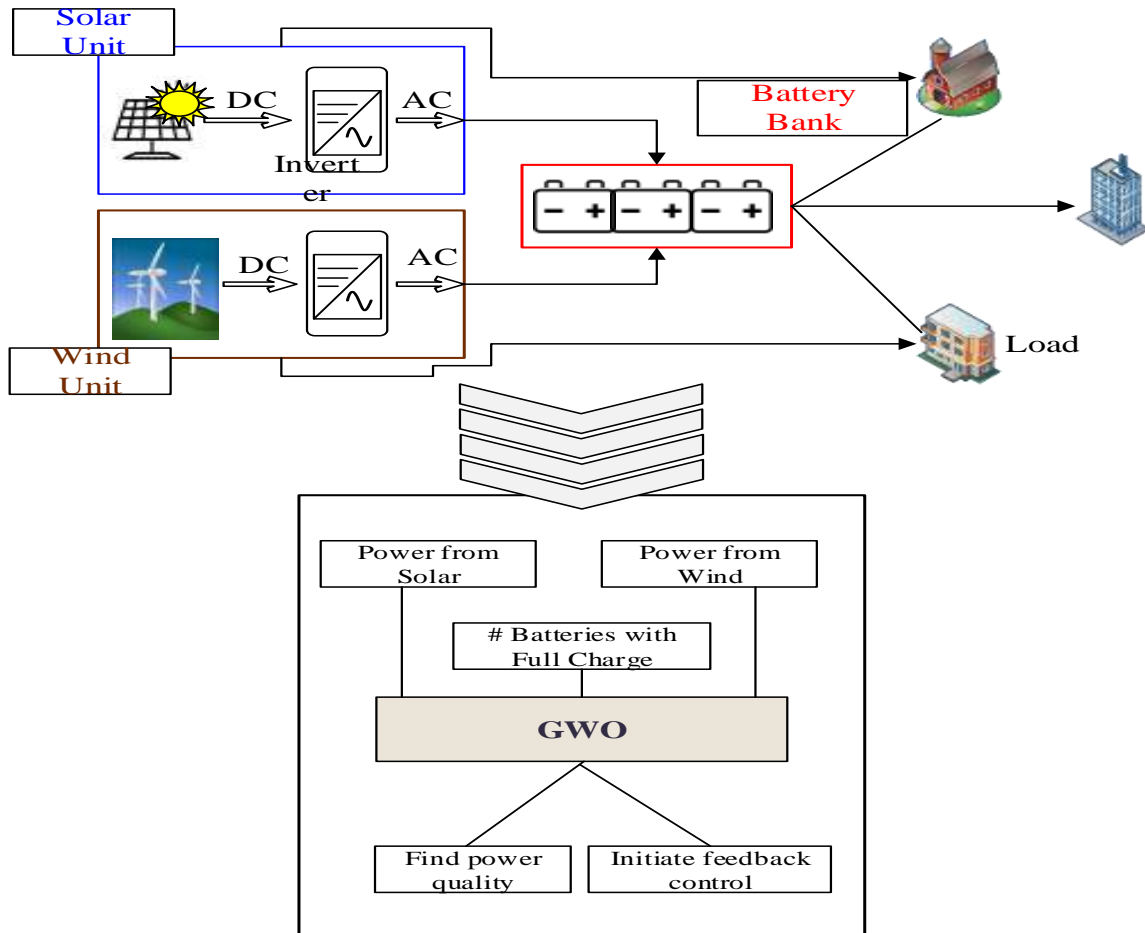 Solar
Unit
DC
AC
Invert
er
Battery
Bank
− + − + − +
DC
AC
Wind
Unit
Load
Power from
Solar
Power from
Wind
# Batteries with
Full Charge
GWO
Find power
quality
Initiate feedback
control